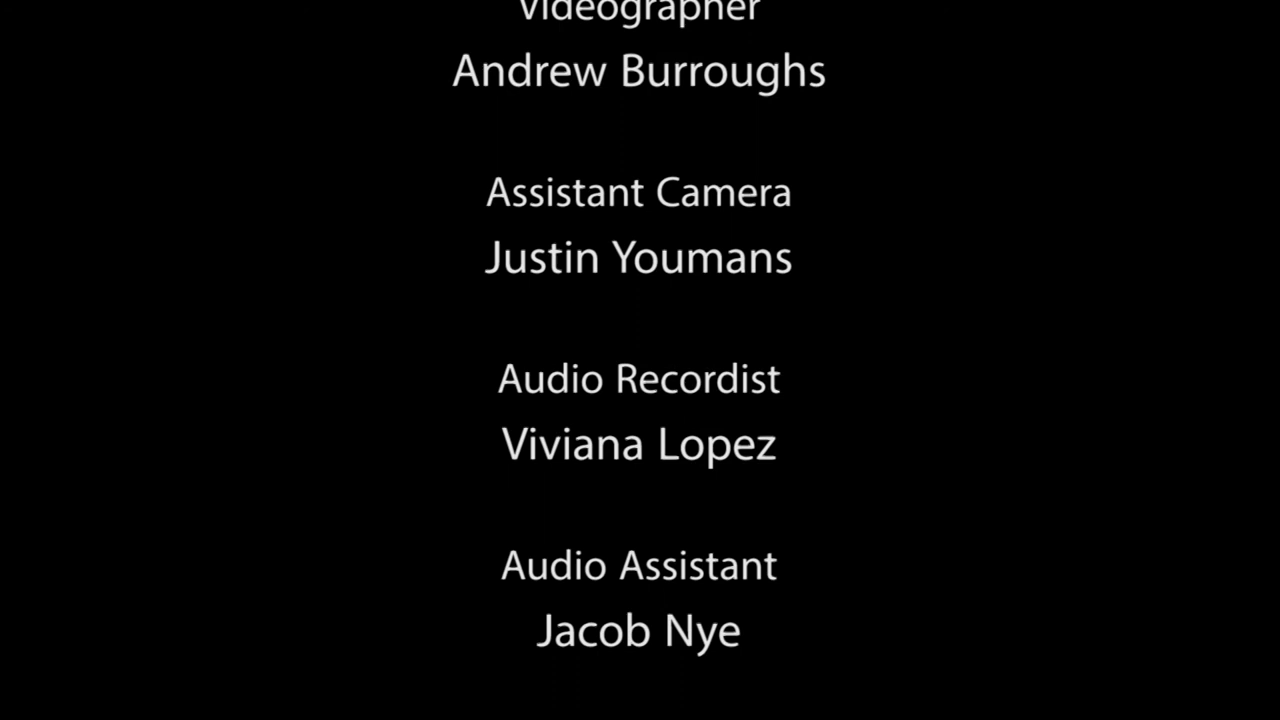 Videographer
Andrew Burroughs
Assistant Camera
Justin Youmans
Audio Recordist
Viviana Lopez
Audio Assistant
Jacob Nye